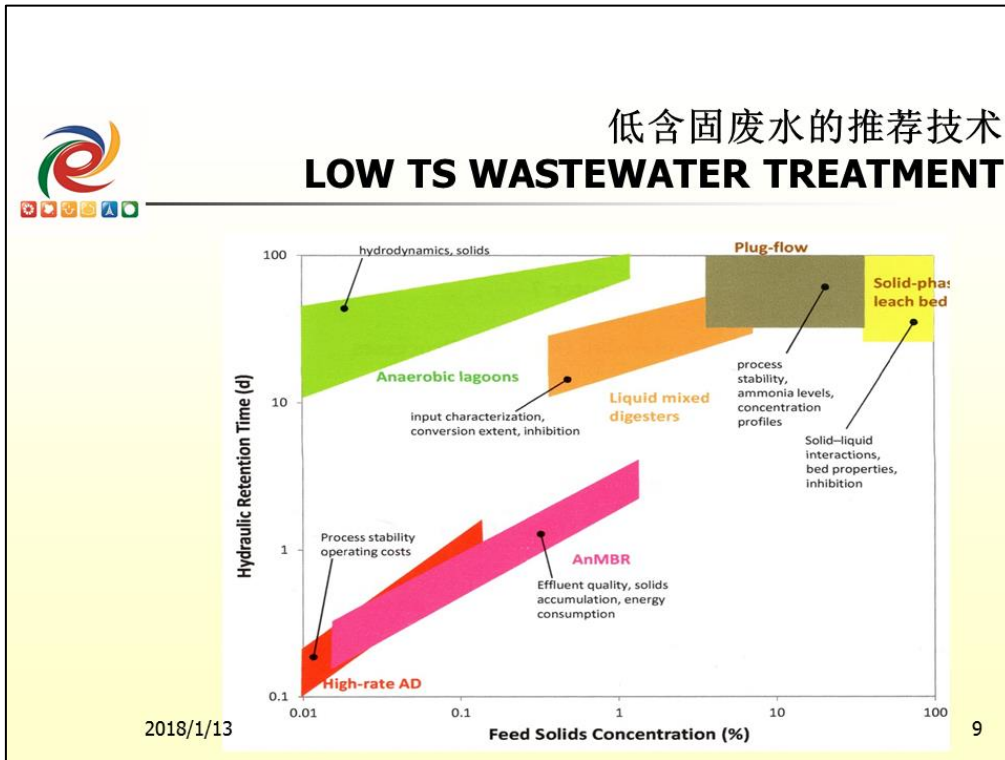 低含固废水的推荐技术
LOW TS WASTEWATER TREATMENT
100
hydrodynamics, solids
Plug-flow
Solid-phas
leach bed
Anaerobic lagoons
Liquid mixed
digesters
input characterization,
conversion extent, inhibition
process
stability,
ammonia levels,
concentration
profiles
Solid–liquid
interactions,
bed properties,
inhibition
10
Hydraulic Retention Time (d)
Process stability
operating costs
1
AnMBR
Effluent quality, solids
accumulation, energy
consumption
High-rate AD
0.1
0.01
0.1
1
10
100
Feed Solids Concentration (%)
2018/1/13
9